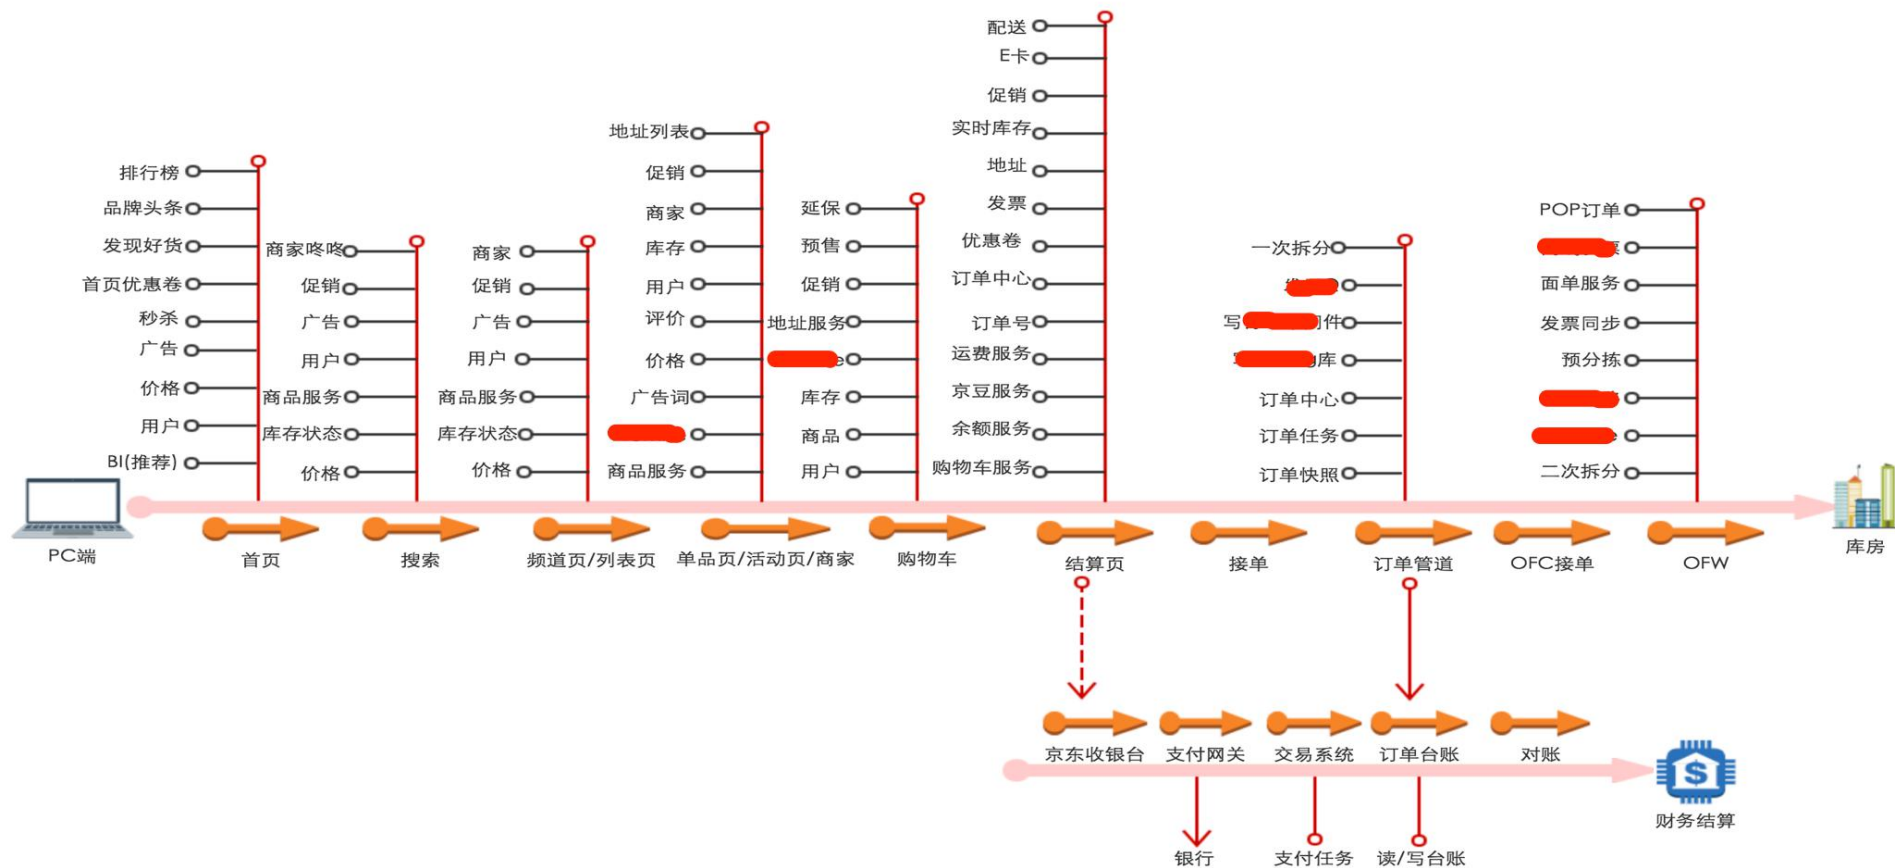 排行榜
品牌头条
发现好货
首页优惠卷
秒杀
广告
价格
用户
BI(推荐)
商家咚咚
促销
广告
用户
商品服务
库存状态
价格
商家
促销
广告
用户
商品服务
库存状态
价格
地址列表
促销
商家
库存
用户
评价
价格
广告词
商品服务
延保
预售
促销
地址服务
库存
商品
用户
配送
E卡
促销
实时库存
地址
发票
优惠卷
订单中心
订单号
运费服务
京豆服务
余额服务
购物车服务
一次拆分
写 件
库
订单中心
订单任务
订单快照
POP订单
面单服务
发票同步
预分拣
二次拆分
PC端
首页
搜索
频道页/列表页
单品页/活动页/商家
购物车
结算页
接单
订单管道
OFC接单
OFW
库房
京东收银台
支付网关
交易系统
订单台账
对账
财务结算
银行
支付任务
读/写台账